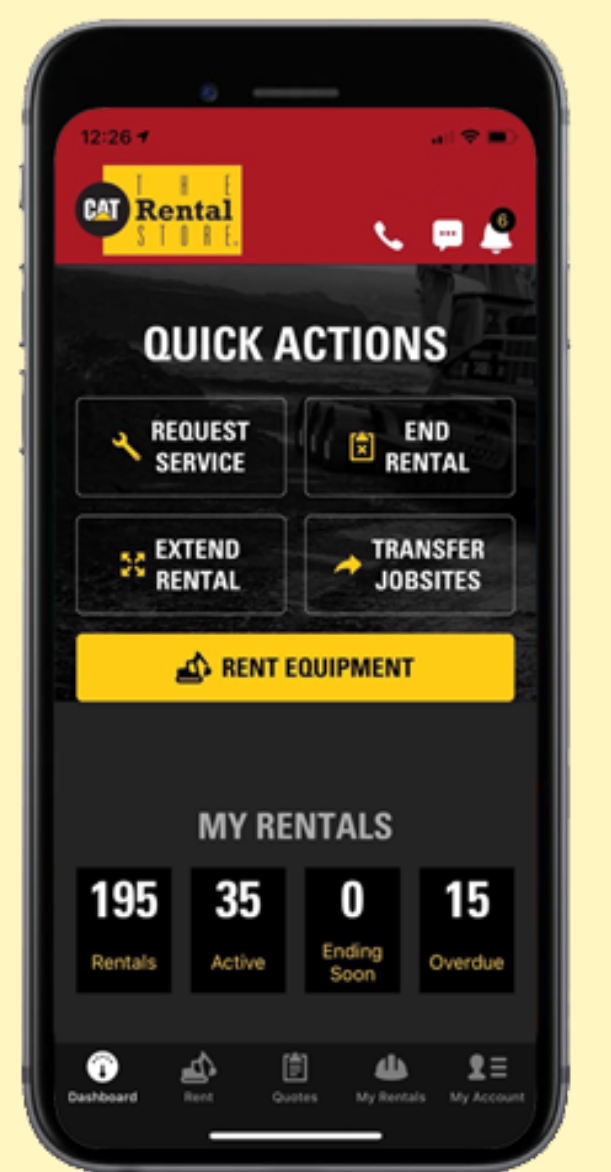 12:26
CAT
THE
Rental
STORE.
6
QUICK ACTIONS
REQUEST
SERVICE
END
RENTAL
EXTEND
RENTAL
TRANSFER
JOBSITES
RENT EQUIPMENT
MY RENTALS
195
Rentals
35
Active
0
Ending
Soon
15
Overdue
Dashboard
Rent
Quotes
My Rentals
My Account